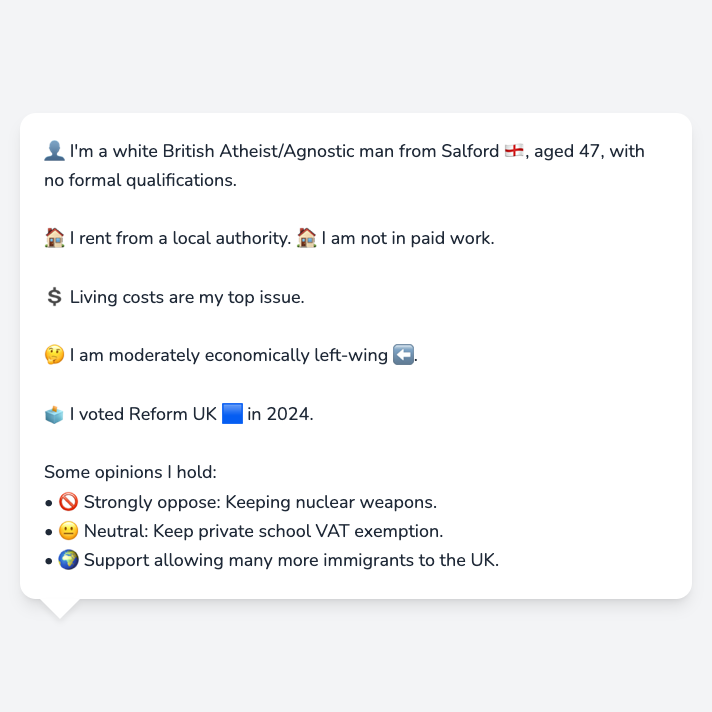 👤 I'm a white British Atheist/Agnostic man from Salford 🏴󠁧󠁢󠁥󠁮󠁧󠁿, aged 47, with
no formal qualifications.
🏠 I rent from a local authority. 🏠 I am not in paid work.
💲 Living costs are my top issue.
🤔 I am moderately economically left-wing ⬅️.
🗳️ I voted Reform UK 🟦 in 2024.
Some opinions I hold:
• 🚫 Strongly oppose: Keeping nuclear weapons.
• 😐 Neutral: Keep private school VAT exemption.
• 🌍 Support allowing many more immigrants to the UK.